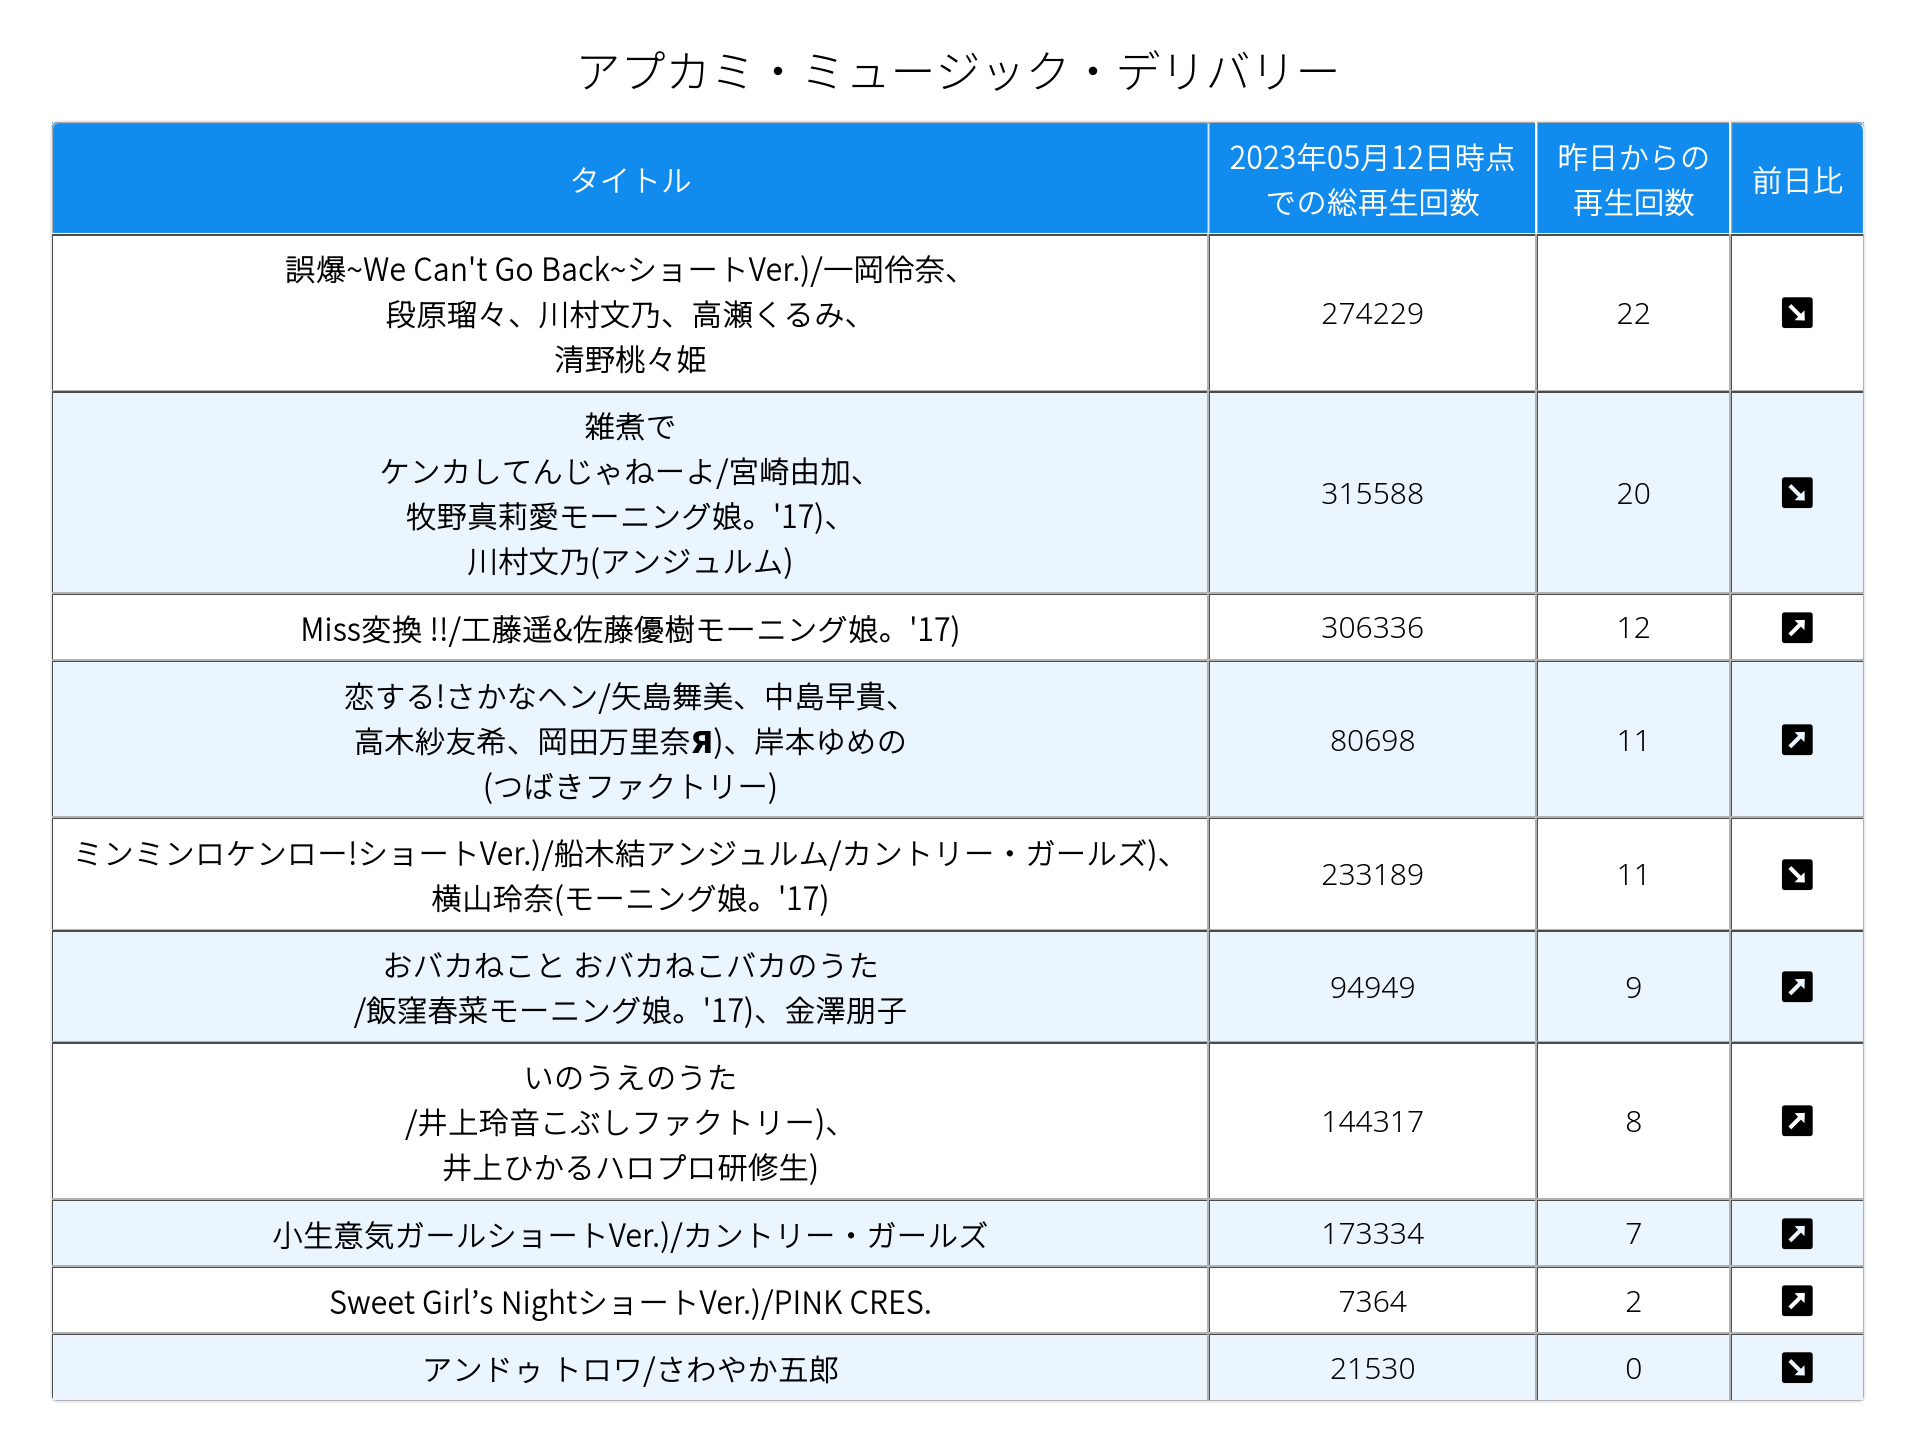 アプカミ・ミュージック・デリバリー
タイトル
2023年05月12日時点
での総再生回数
昨日からの
再生回数
前日比
誤爆~We Can't Go Back~ショートVer.)/一岡伶奈、
段原瑠々、川村文乃、高瀬くるみ、
清野桃々姫
274229
22
雑煮で
ケンカしてんじゃねーよ/宮崎由加、
牧野真莉愛モーニング娘。'17)、
川村文乃(アンジュルム)
315588
20
Miss変換 !!/工藤遥&佐藤優樹モーニング娘。'17)
306336
12
恋する!さかなヘン/矢島舞美、中島早貴、
高木紗友希、岡田万里奈Я)、岸本ゆめの
(つばきファクトリー)
80698
11
ミンミンロケンロー!ショートVer.)/船木結アンジュルム/カントリー・ガールズ)、
横山玲奈(モーニング娘。'17)
233189
11
おバカねこと おバカねこバカのうた
/飯窪春菜モーニング娘。'17)、金澤朋子
94949
9
いのうえのうた
/井上玲音こぶしファクトリー)、
井上ひかるハロプロ研修生)
144317
8
小生意気ガールショートVer.)/カントリー・ガールズ
173334
7
Sweet Girl’s NightショートVer.)/PINK CRES.
7364
2
アンドゥ トロワ/さわやか五郎
21530
0